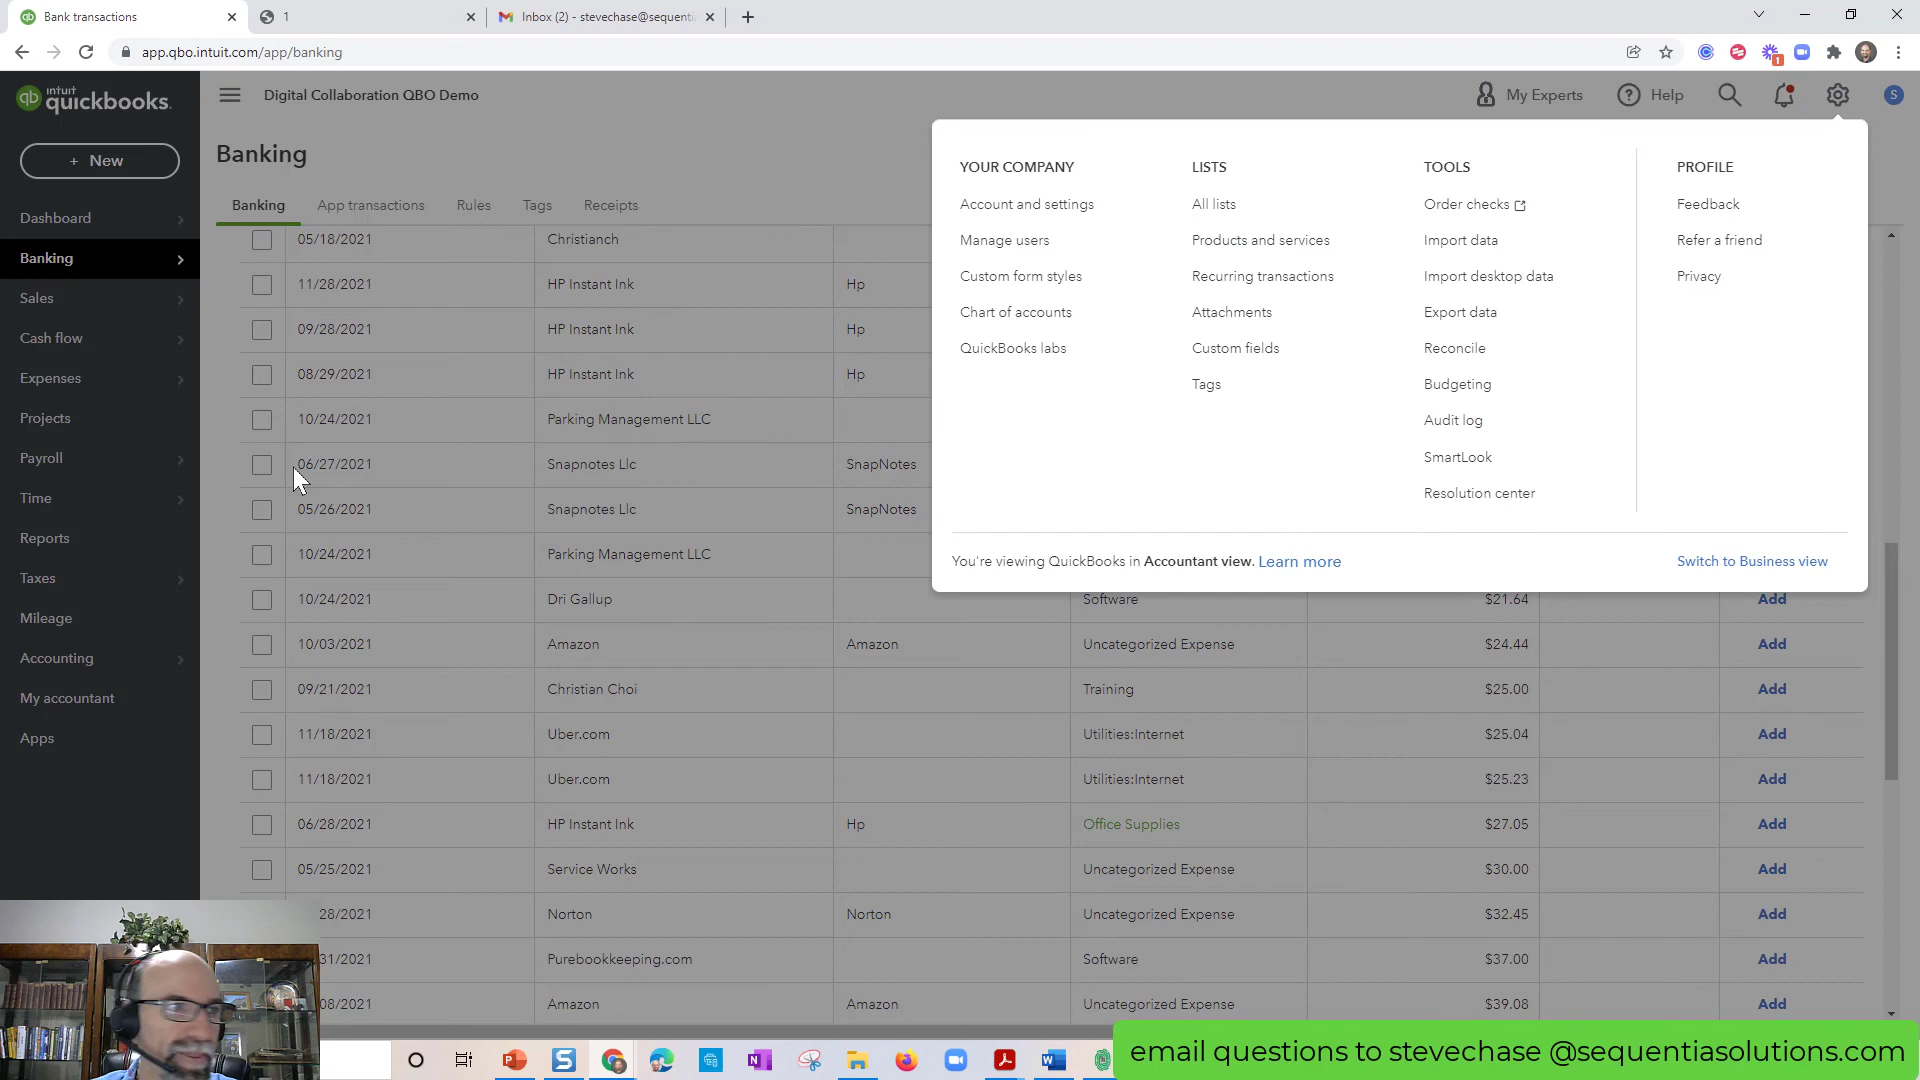 Bank transactions
1
Inbox (2) - stevechase@sequenti
app.qbo.intuit.com/app/banking
1
intuit
qb quickbooks.
Digital Collaboration QBO Demo
My Experts
Help
S
+ New
Dashboard
Banking
Sales
Cash flow
Expenses
Projects
Payroll
Time
Reports
Taxes
Mileage
Accounting
My accountant
Apps
Banking
Banking App transactions Rules Tags Receipts
05/18/2021 Christianch
11/28/2021 HP Instant Ink Hp
09/28/2021 HP Instant Ink Hp
08/29/2021 HP Instant Ink Hp
10/24/2021 Parking Management LLC
06/27/2021 Snapnotes Llc SnapNotes
05/26/2021 Snapnotes Llc SnapNotes
10/24/2021 Parking Management LLC
10/24/2021 Dri Gallup Software $21.64 Add
10/03/2021 Amazon Amazon Uncategorized Expense $24.44 Add
09/21/2021 Christian Choi Training $25.00 Add
11/18/2021 Uber.com Utilities:Internet $25.04 Add
11/18/2021 Uber.com Utilities:Internet $25.23 Add
06/28/2021 HP Instant Ink Hp Office Supplies $27.05 Add
05/25/2021 Service Works Uncategorized Expense $30.00 Add
28/2021 Norton Norton Uncategorized Expense $32.45 Add
31/2021 Purebookkeeping.com Software $37.00 Add
08/2021 Amazon Amazon Uncategorized Expense $39.08 Add
YOUR COMPANY
Account and settings
Manage users
Custom form styles
Chart of accounts
QuickBooks labs
LISTS
All lists
Products and services
Recurring transactions
Attachments
Custom fields
Tags
TOOLS
Order checks
Import data
Import desktop data
Export data
Reconcile
Budgeting
Audit log
SmartLook
Resolution center
PROFILE
Feedback
Refer a friend
Privacy
You're viewing QuickBooks in Accountant view. Learn more
Switch to Business view
email questions to stevechase @sequentiasolutions.com